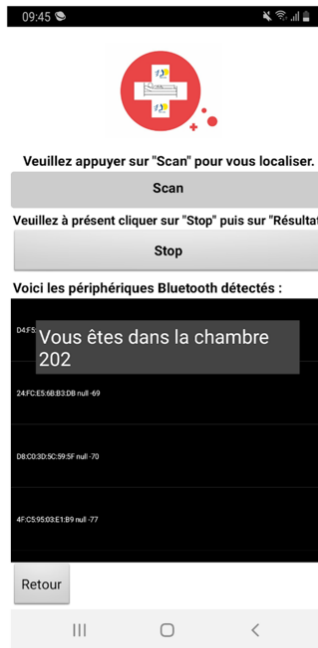 09:45
Veuillez appuyer sur "Scan" pour vous localiser.
Scan
Veuillez à présent cliquer sur "Stop" puis sur "Résultat
Stop
Voici les périphériques Bluetooth détectés :
D4:F5:
Vous êtes dans la chambre
202
24:FC:E5:6B:B3:DB null -69
DB:C0:3D:5C:59:5F null -70
4F:C5:95:03:E1:B9 null -77
Retour